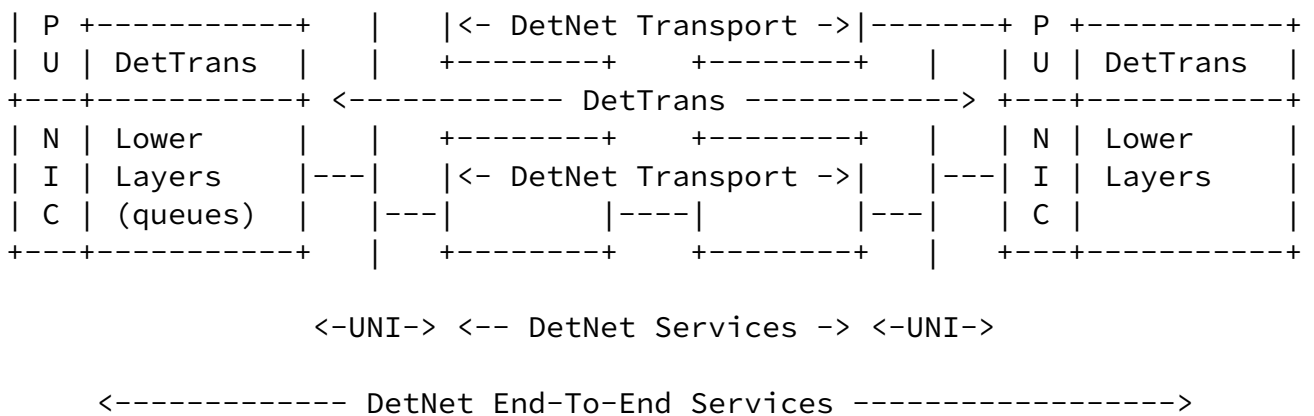 | P +-----------+    |    |<- DetNet Transport ->|-------+ P +-----------+
| U | DetTrans  |    |    +--------+    +--------+    |   | U | DetTrans  |
+---+-----------+ <------------ DetTrans ------------> +---+-----------+
| N | Lower     |    |    +--------+    +--------+    |   | N | Lower     |
| I | Layers    |---|    |<- DetNet Transport ->|    |---| I | Layers    |
| C | (queues)  |   |---|        |----|        |---|   | C |           |
+---+-----------+   |    +--------+    +--------+    |   +---+-----------+
<-UNI-> <-- DetNet Services -> <-UNI->
<------------- DetNet End-To-End Services ------------------>